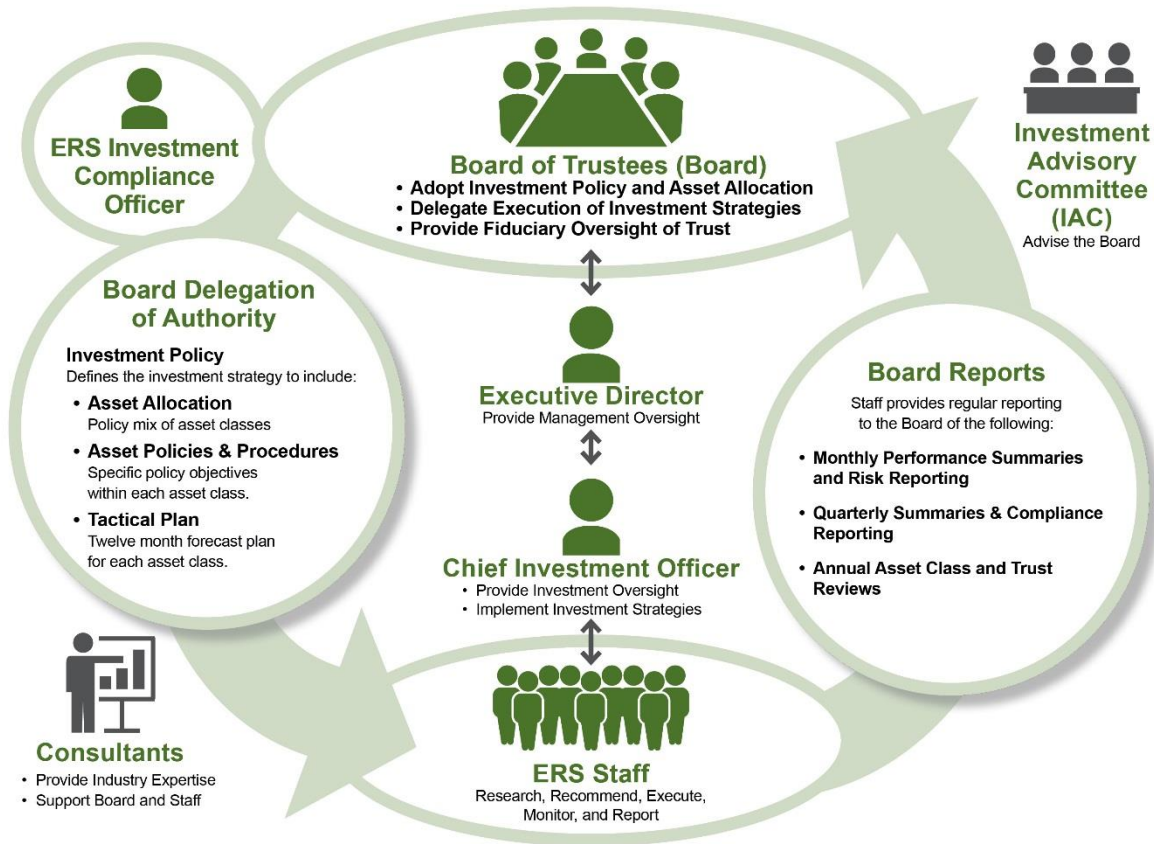 ERS Investment
Compliance
Officer
Board of Trustees (Board)
• Adopt Investment Policy and Asset Allocation
• Delegate Execution of Investment Strategies
• Provide Fiduciary Oversight of Trust
Investment
Advisory
Committee
(IAC)
Advise the Board
Board Delegation
of Authority
Investment Policy
Defines the investment strategy to include:
• Asset Allocation
Policy mix of asset classes
• Asset Policies & Procedures
Specific policy objectives
within each asset class.
• Tactical Plan
Twelve month forecast plan
for each asset class.
Executive Director
Provide Management Oversight
Chief Investment Officer
• Provide Investment Oversight
• Implement Investment Strategies
Board Reports
Staff provides regular reporting
to the Board of the following:
• Monthly Performance Summaries
and Risk Reporting
• Quarterly Summaries & Compliance
Reporting
• Annual Asset Class and Trust
Reviews
Consultants
• Provide Industry Expertise
• Support Board and Staff
ERS Staff
Research, Recommend, Execute,
Monitor, and Report